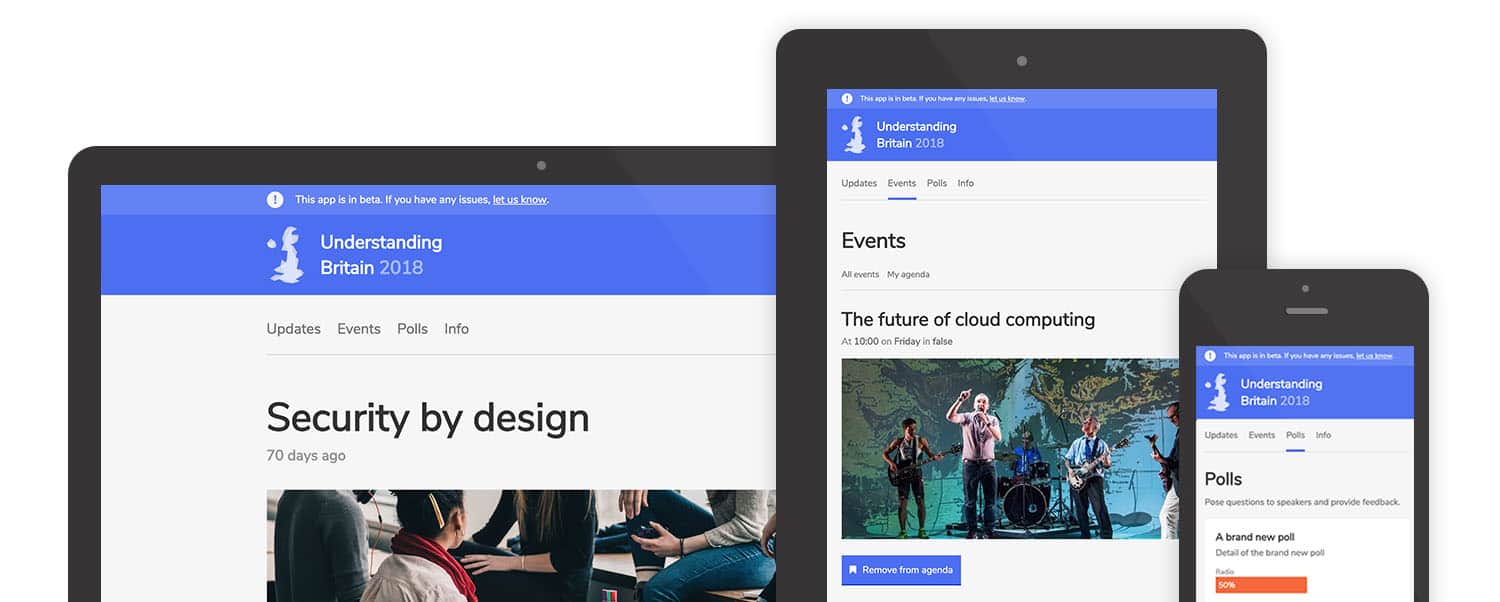 ! This app is in beta. If you have any issues, let us know.
Understanding
Britain 2018
Updates Events Polls Info
Security by design
70 days ago
! This app is in beta. If you have any issues, let us know.
Understanding
Britain 2018
Updates Events Polls Info
Events
All events My agenda
The future of cloud computing
At 10:00 on Friday in false
Remove from agenda
! This app is in beta. If you have any issues, let us know.
Understanding
Britain 2018
Updates Events Polls Info
Polls
Pose questions to speakers and provide feedback.
A brand new poll
Detail of the brand new poll
Radio
50%